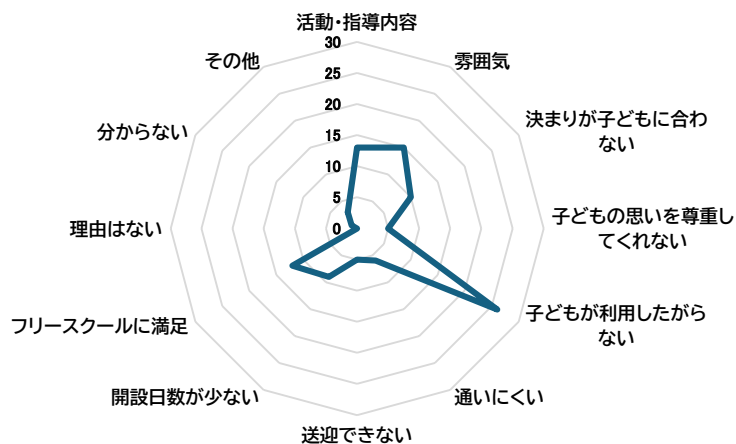 活動・指導内容
30
25
20
15
10
5
0
雰囲気
決まりが子どもに合わ
ない
子どもの思いを尊重し
てくれない
子どもが利用したがら
ない
通いにくい
送迎できない
開設日数が少ない
フリースクールに満足
理由はない
分からない
その他